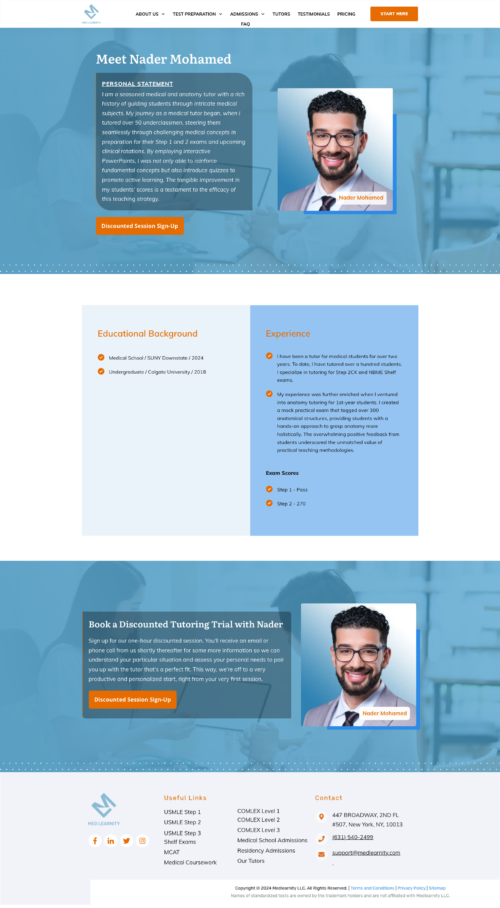 ABOUT US TEST PREPARATION ADMISSIONS TUTORS TESTIMONIALS PRICING
FAQ
START HERE
MEDLEARNITY
Meet Nader Mohamed
PERSONAL STATEMENT
I am a seasoned medical and anatomy tutor with a rich
history of guiding students through intricate medical
subjects. My journey as a medical tutor began, when I
tutored over 50 underclassmen, steering them
seamlessly through challenging medical concepts in
preparation for their Step 1 and 2 exams and upcoming
clinical rotations. By employing interactive
PowerPoints, I was not only able to reinforce
fundamental concepts but also introduce quizzes to
promote active learning. The tangible improvement in
my students' scores is a testament to the efficacy of
this teaching strategy.
Nader Mohamed
Discounted Session Sign-Up
Educational Background
Medical School / SUNY Downstate / 2024
Undergraduate / Colgate University / 2018
Experience
I have been a tutor for medical students for over two
years. To date, I have tutored over a hundred students.
I specialize in tutoring for Step 2CK and NBME Shelf
exams.
My experience was further enriched when I ventured
into anatomy tutoring for 1st-year students. I created
a mock practical exam that tagged over 300
anatomical structures, providing students with a
hands-on approach to grasp anatomy more
holistically. The overwhelming positive feedback from
students underscored the unmatched value of
practical teaching methodologies.
Exam Scores
Step 1 - Pass
Step 2 - 270
Book a Discounted Tutoring Trial with Nader
Sign up for our one-hour discounted session. You'll receive an email or
phone call from us shortly thereafter for some more information so we can
understand your particular situation and assess your personal needs to pair
you up with the tutor that's a perfect fit. This way, we're off to a very
productive and personalized start, right from your very first session.
Discounted Session Sign-Up
Nader Mohamed
MEDLEARNITY
Useful Links
USMLE Step 1
USMLE Step 2
USMLE Step 3
Shelf Exams
MCAT
Medical Coursework
COMLEX Level 1
COMLEX Level 2
COMLEX Level 3
Medical School Admissions
Residency Admissions
Our Tutors
Contact
447 BROADWAY, 2ND FL
#507, New York, NY, 10013
(631) 540-2499
support@medlearnity.com
Copyright © 2024 Medlearnity LLC. All Rights Reserved. | Terms and Conditions | Privacy Policy | Sitemap
Names of standardized tests are owned by the trademark holders and are not affiliated with Medlearnity LLC.